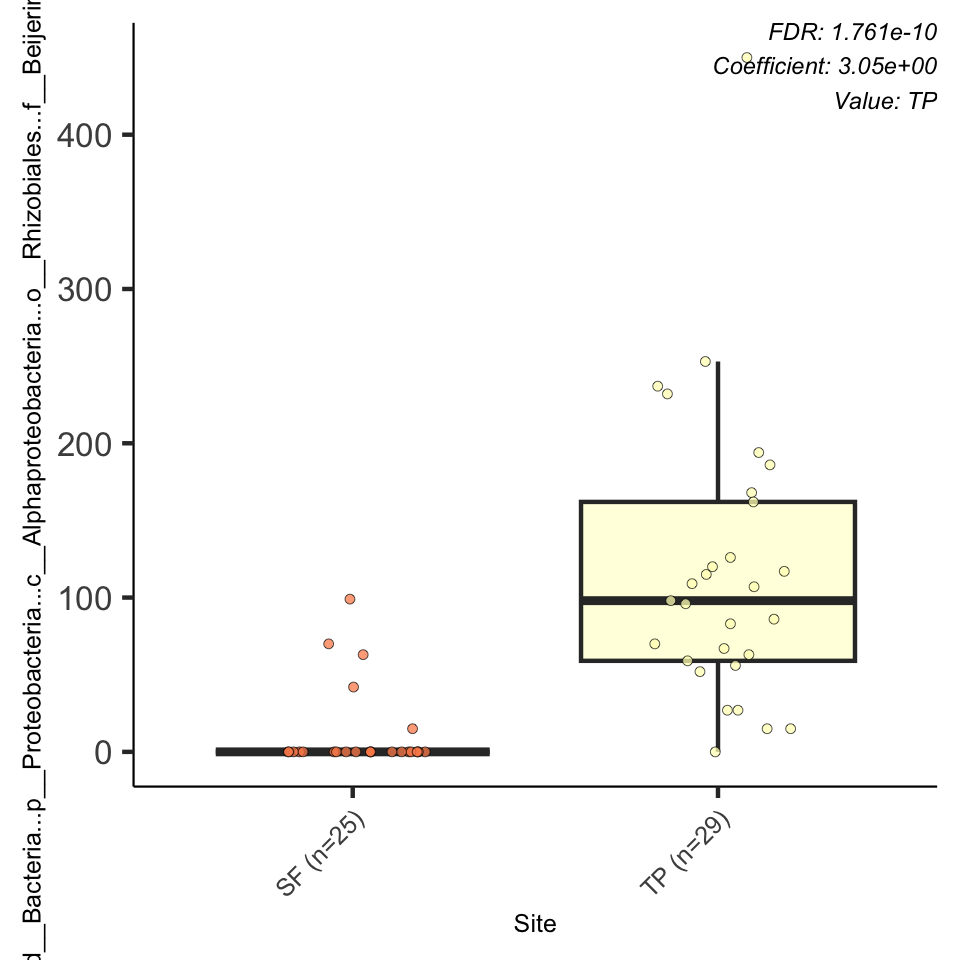 FDR: 1.761e-10
Coefficient: 3.05e+00
Value: TP
d__Bacteria...p__Proteobacteria...c__Alphaproteobacteria...o__Rhizobiales...f__Beijerin
400
300
200
100
0
SF (n=25)
TP (n=29)
Site